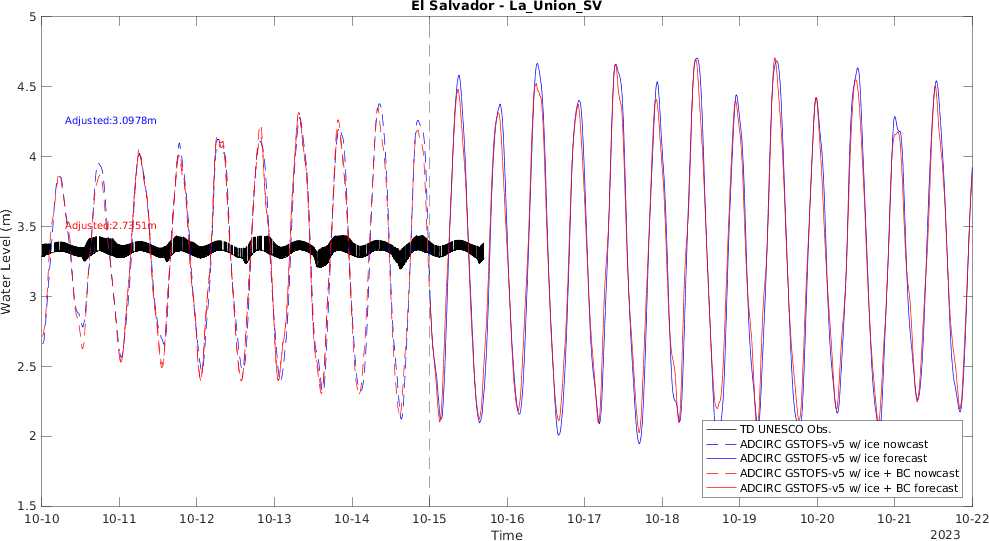 El Salvador - La_Union_SV
Water Level (m)
5
4.5
4
3.5
3
2.5
2
1.5
Adjusted:3.0978m
Adjusted:2.7351m
TD UNESCO Obs.
ADCIRC GSTOFS-v5 w/ ice nowcast
ADCIRC GSTOFS-v5 w/ ice forecast
ADCIRC GSTOFS-v5 w/ ice + BC nowcast
ADCIRC GSTOFS-v5 w/ ice + BC forecast
10-10 10-11 10-12 10-13 10-14 10-15 10-16 10-17 10-18 10-19 10-20 10-21 10-22
Time
2023